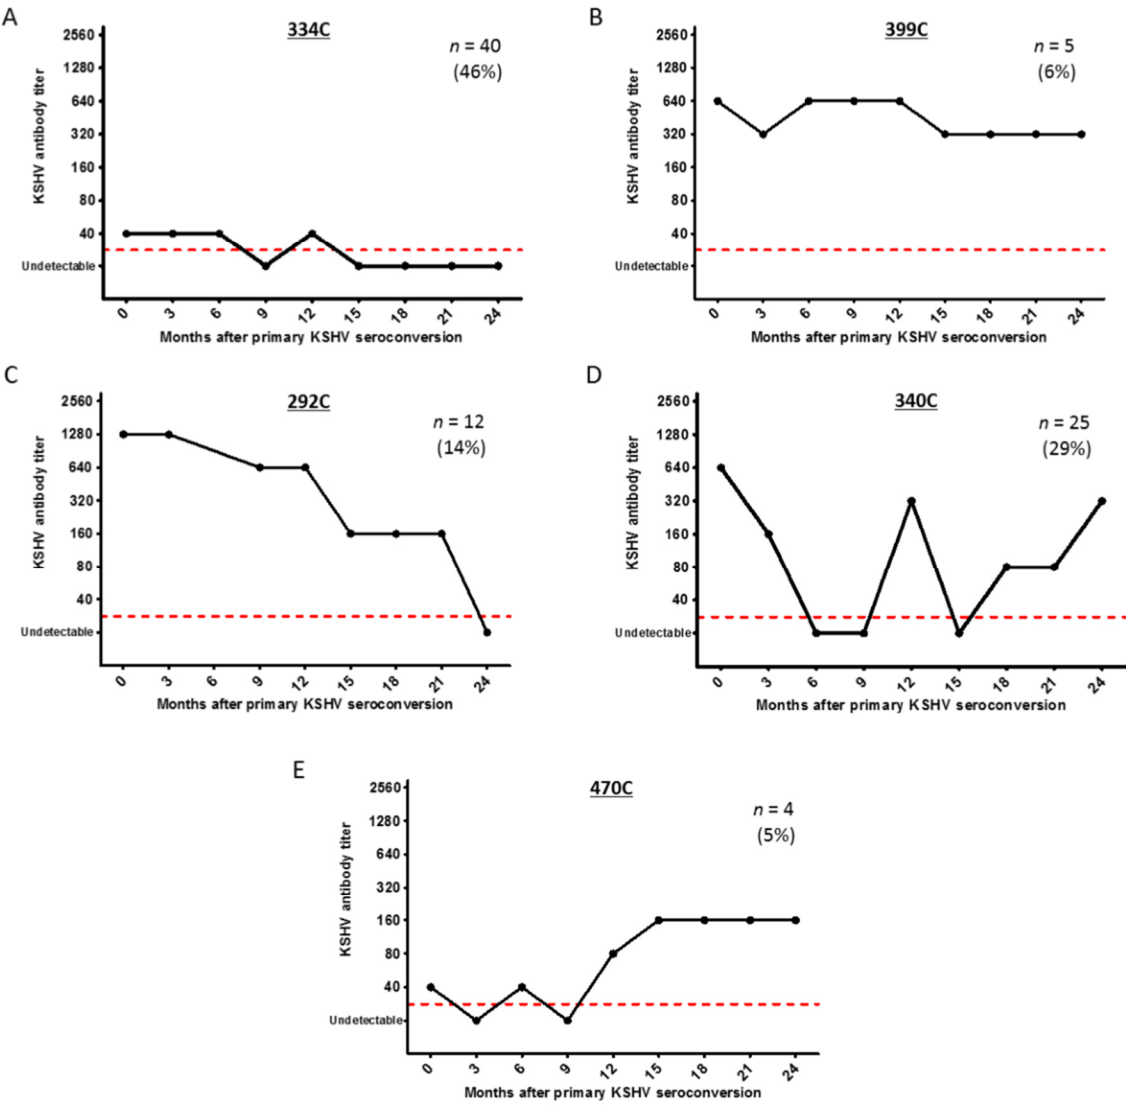 A
334C
n = 40
(46%)
KSHV antibody titer
2560
1280
640
320
160
80
40
Undetectable
0 3 6 9 12 15 18 21 24
Months after primary KSHV seroconversion
B
399C
n = 5
(6%)
KSHV antibody titer
2560
1280
640
320
160
80
40
Undetectable
0 3 6 9 12 15 18 21 24
Months after primary KSHV seroconversion
C
292C
n = 12
(14%)
KSHV antibody titer
2560
1280
640
320
160
80
40
Undetectable
0 3 6 9 12 15 18 21 24
Months after primary KSHV seroconversion
D
340C
n = 25
(29%)
KSHV antibody titer
2560
1280
640
320
160
80
40
Undetectable
0 3 6 9 12 15 18 21 24
Months after primary KSHV seroconversion
E
470C
n = 4
(5%)
KSHV antibody titer
2560
1280
640
320
160
80
40
Undetectable
0 3 6 9 12 15 18 21 24
Months after primary KSHV seroconversion